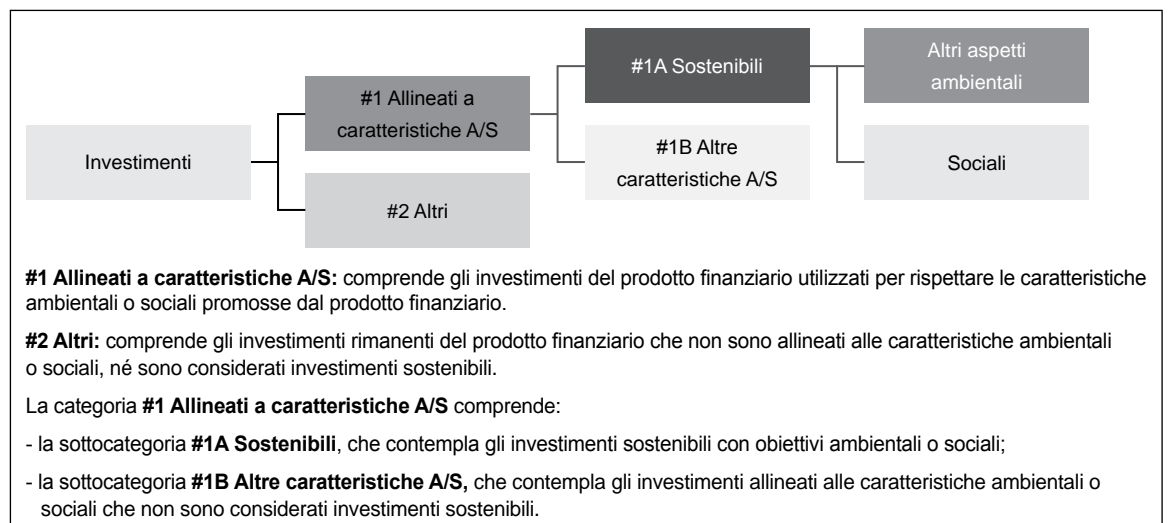 Investimenti
#1 Allineati a
caratteristiche A/S
#2 Altri
#1A Sostenibili
#1B Altre
caratteristiche A/S
Altri aspetti
ambientali
Sociali
#1 Allineati a caratteristiche A/S: comprende gli investimenti del prodotto finanziario utilizzati per rispettare le caratteristiche
ambientali o sociali promosse dal prodotto finanziario.
#2 Altri: comprende gli investimenti rimanenti del prodotto finanziario che non sono allineati alle caratteristiche ambientali
o sociali, né sono considerati investimenti sostenibili.
La categoria #1 Allineati a caratteristiche A/S comprende:
- la sottocategoria #1A Sostenibili, che contempla gli investimenti sostenibili con obiettivi ambientali o sociali;
- la sottocategoria #1B Altre caratteristiche A/S, che contempla gli investimenti allineati alle caratteristiche ambientali o
sociali che non sono considerati investimenti sostenibili.